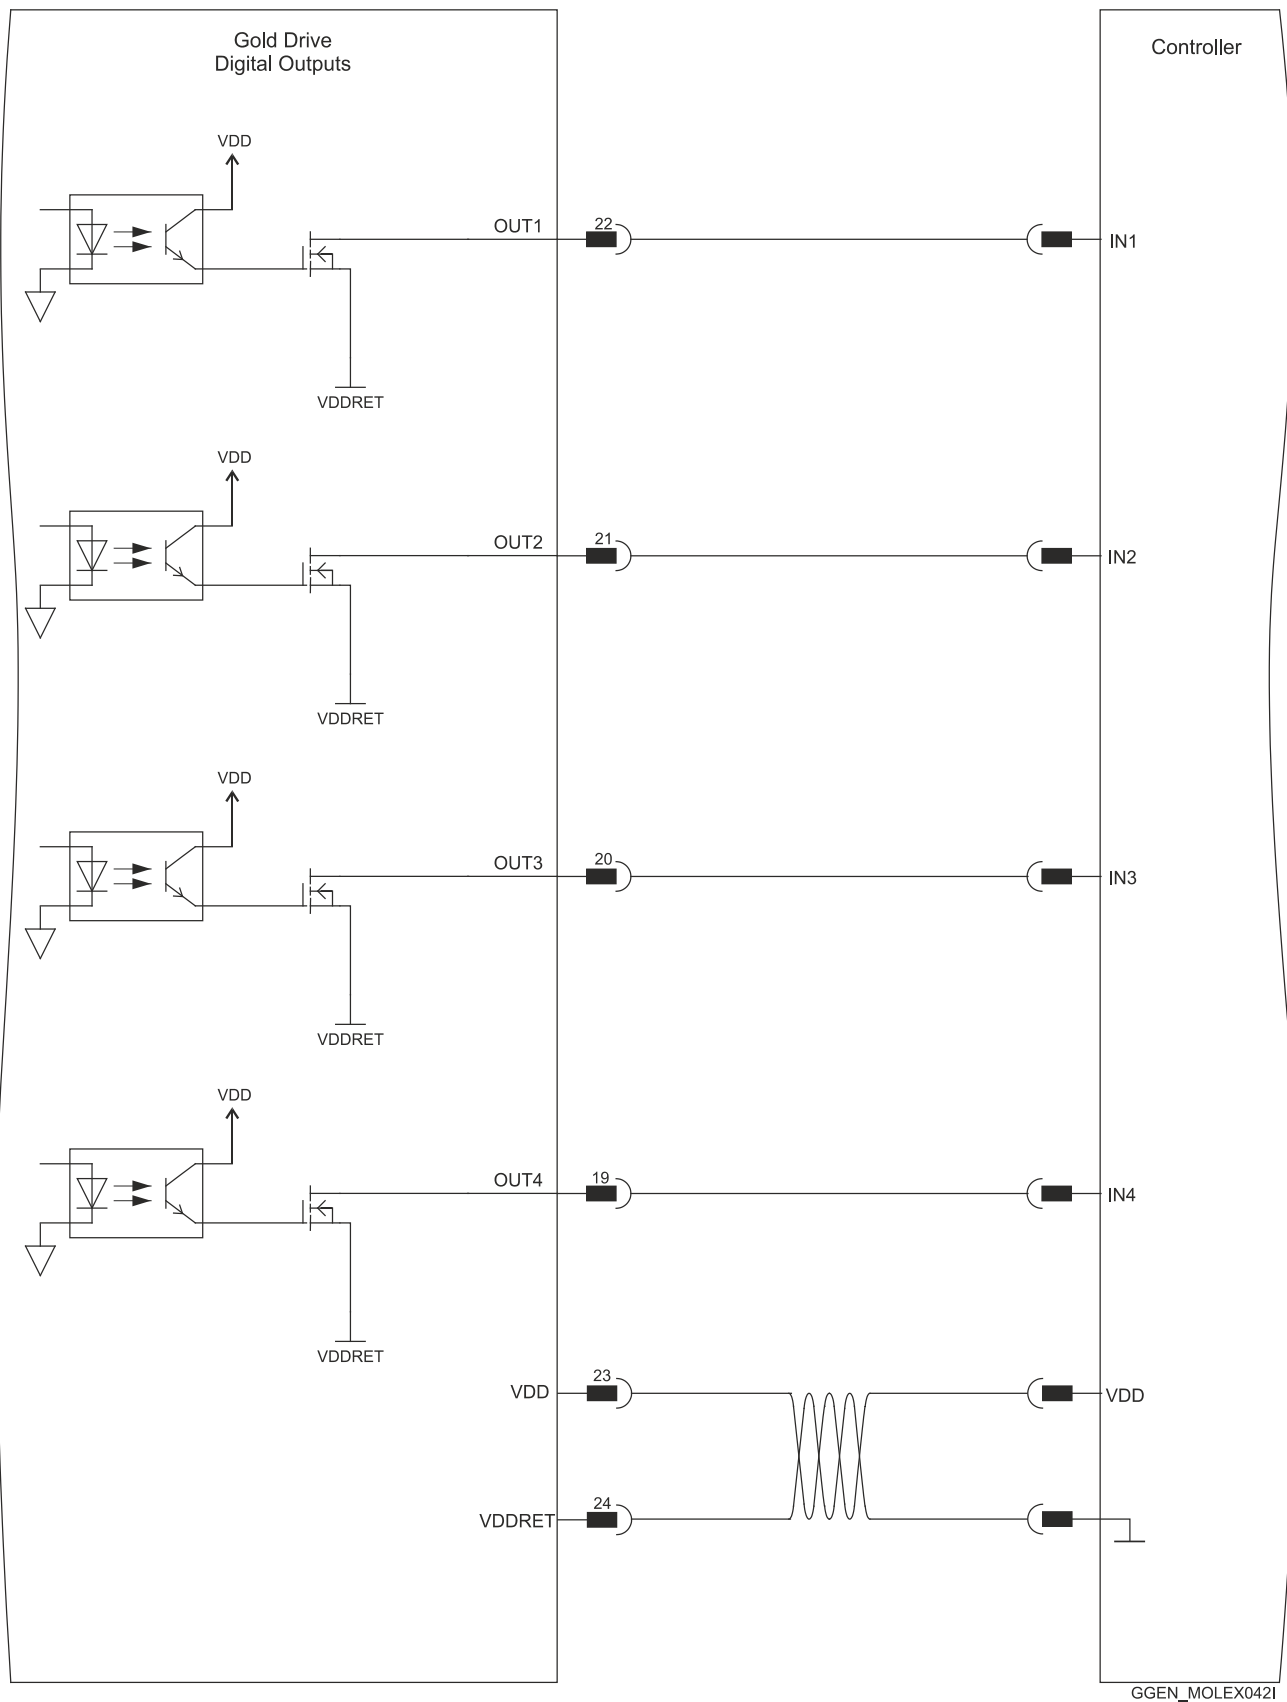 Gold Drive
Digital Outputs
Controller
VDD
OUT1
22
IN1
VDDRET
VDD
OUT2
21
IN2
VDDRET
VDD
OUT3
20
IN3
VDDRET
VDD
OUT4
19
IN4
VDDRET
VDD
23
VDD
VDDRET
24
GGEN_MOLEX042I